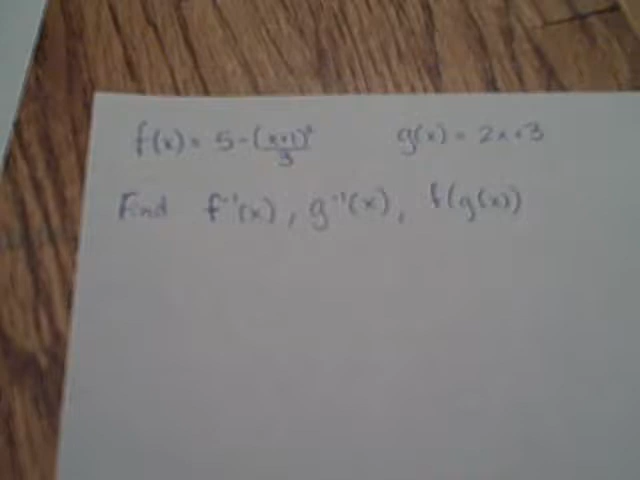 f(x) = 5 - (x+1)²/3 g(x) = 2x+3
Find f⁻¹(x), g⁻¹(x), f(g(x))